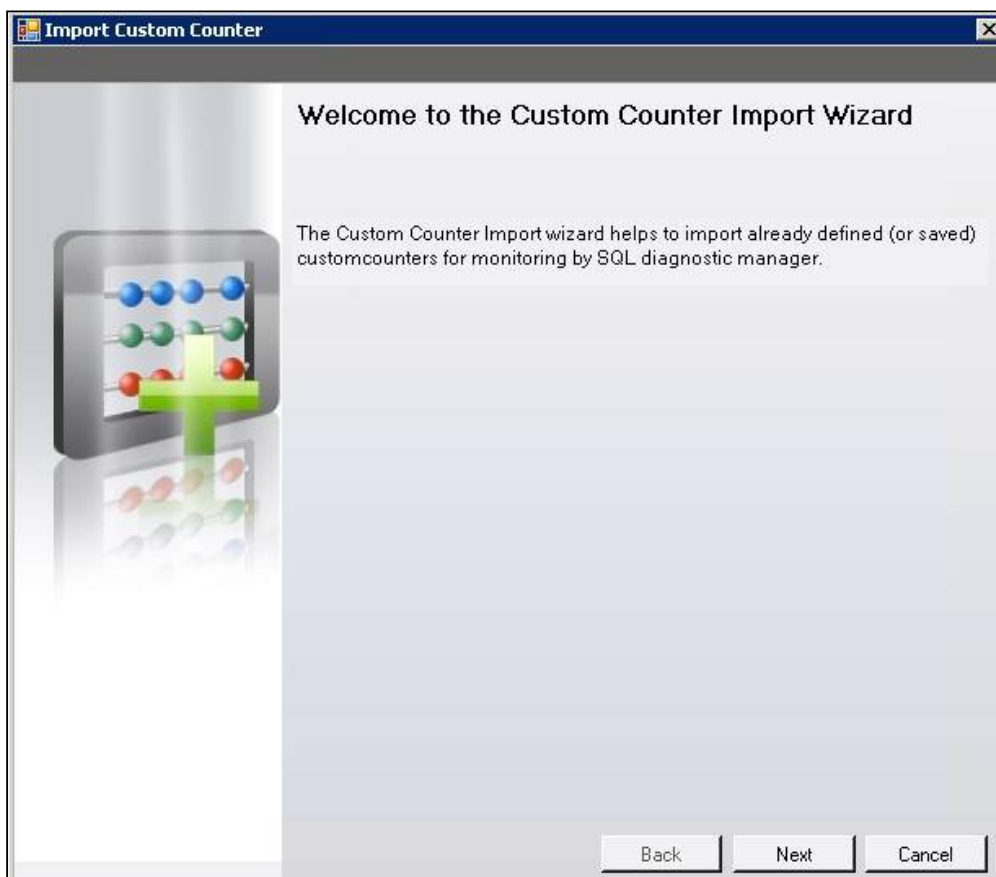 Import Custom Counter
Welcome to the Custom Counter Import Wizard
The Custom Counter Import wizard helps to import already defined (or saved)
customcounters for monitoring by SQL diagnostic manager.
Back Next Cancel